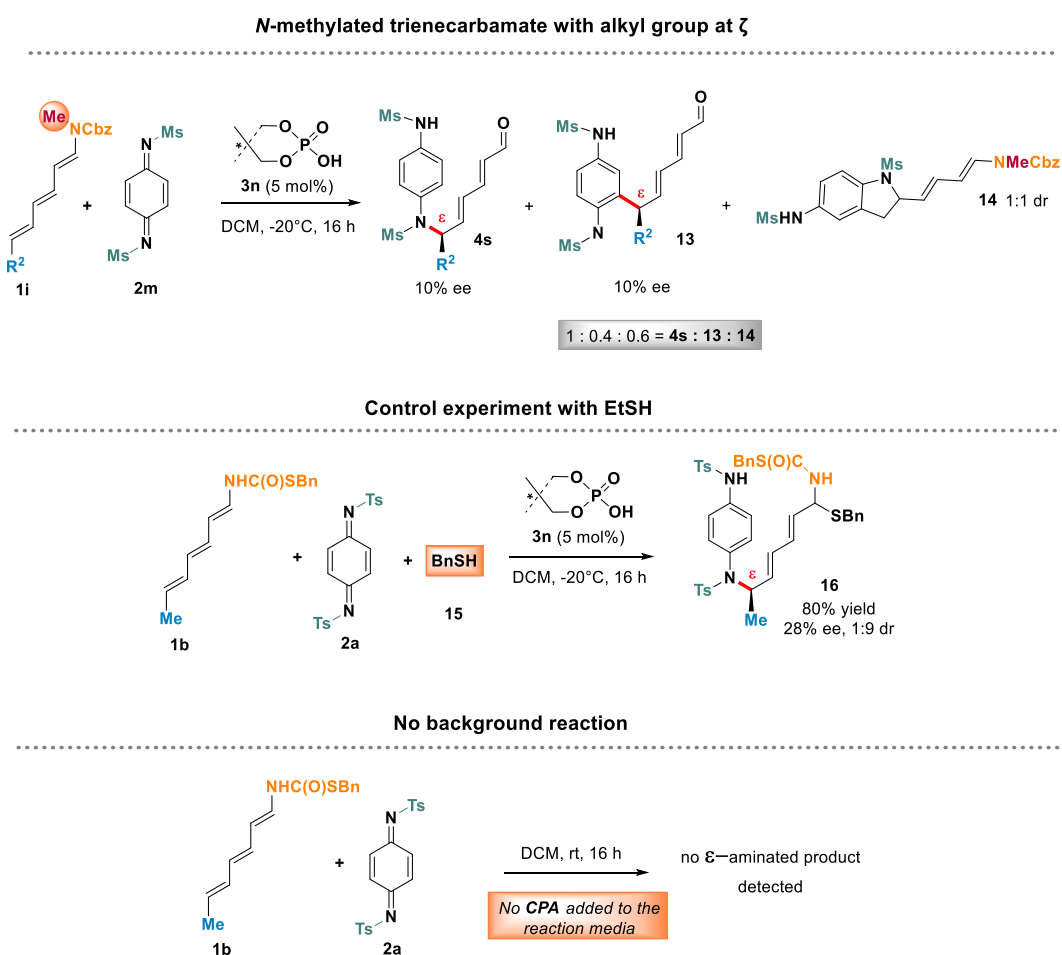 N-methylated trienecarbamate with alkyl group at ζ
Me
NCbz
R²
1i
+
N
Ms
N
Ms
2m
O
O
P
O
OH
*
3n (5 mol%)
DCM, -20°C, 16 h
Ms
NH
N
Ms
ε
R²
O
4s
10% ee
+
Ms
NH
N
Ms
ε
R²
O
13
10% ee
+
Ms
N
MsHN
NMeCbz
14 1:1 dr
1 : 0.4 : 0.6 = 4s : 13 : 14
Control experiment with EtSH
NHC(O)SBn
Me
1b
+
N
Ts
N
Ts
2a
+
BnSH
15
O
O
P
O
OH
*
3n (5 mol%)
DCM, -20°C, 16 h
Ts
NH
BnS(O)C
NH
SBn
N
Ts
ε
Me
16
80% yield
28% ee, 1:9 dr
No background reaction
NHC(O)SBn
Me
1b
+
N
Ts
N
Ts
2a
DCM, rt, 16 h
No CPA added to the
reaction media
no ε–aminated product
detected